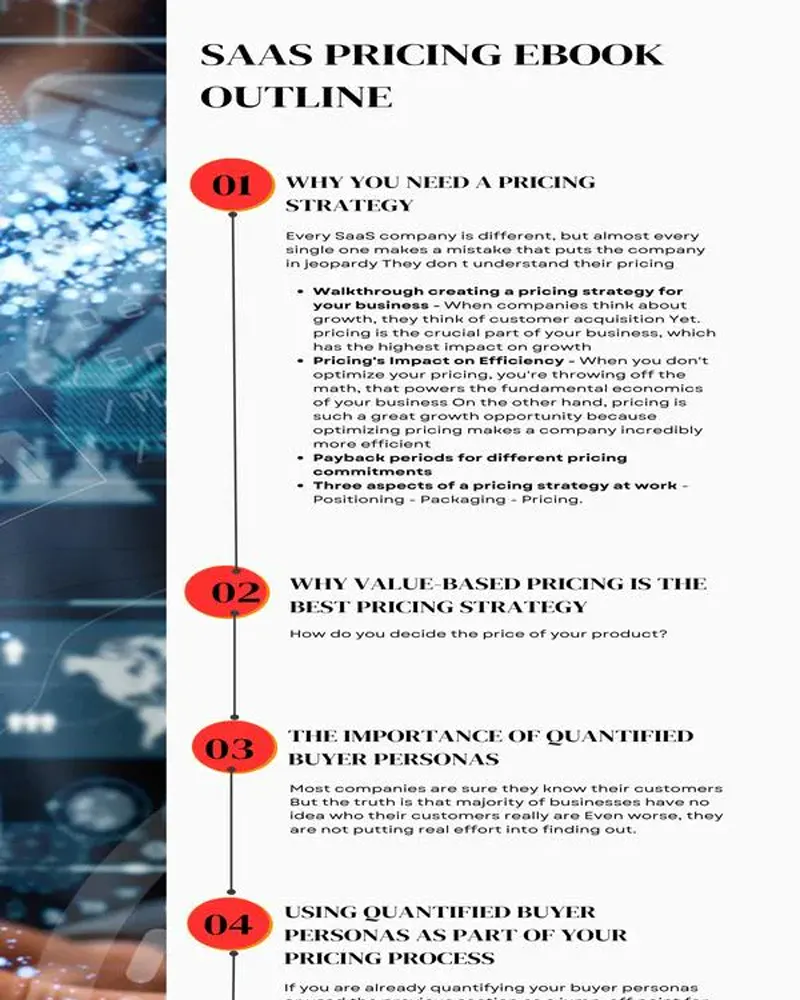 SAAS PRICING EBOOK
OUTLINE
01
WHY YOU NEED A PRICING
STRATEGY
Every SaaS company is different, but almost every
single one makes a mistake that puts the company
in jeopardy They don t understand their pricing
• Walkthrough creating a pricing strategy for
your business - When companies think about
growth, they think of customer acquisition Yet.
pricing is the crucial part of your business, which
has the highest impact on growth
• Pricing's Impact on Efficiency - When you don't
optimize your pricing, you're throwing off the
math, that powers the fundamental economics
of your business On the other hand, pricing is
such a great growth opportunity because
optimizing pricing makes a company incredibly
more efficient
• Payback periods for different pricing
commitments
• Three aspects of a pricing strategy at work -
Positioning - Packaging - Pricing.
02
WHY VALUE-BASED PRICING IS THE
BEST PRICING STRATEGY
How do you decide the price of your product?
03
THE IMPORTANCE OF QUANTIFIED
BUYER PERSONAS
Most companies are sure they know their customers
But the truth is that majority of businesses have no
idea who their customers really are Even worse, they
are not putting real effort into finding out.
04
USING QUANTIFIED BUYER
PERSONAS AS PART OF YOUR
PRICING PROCESS
If you are already quantifying your buyer personas